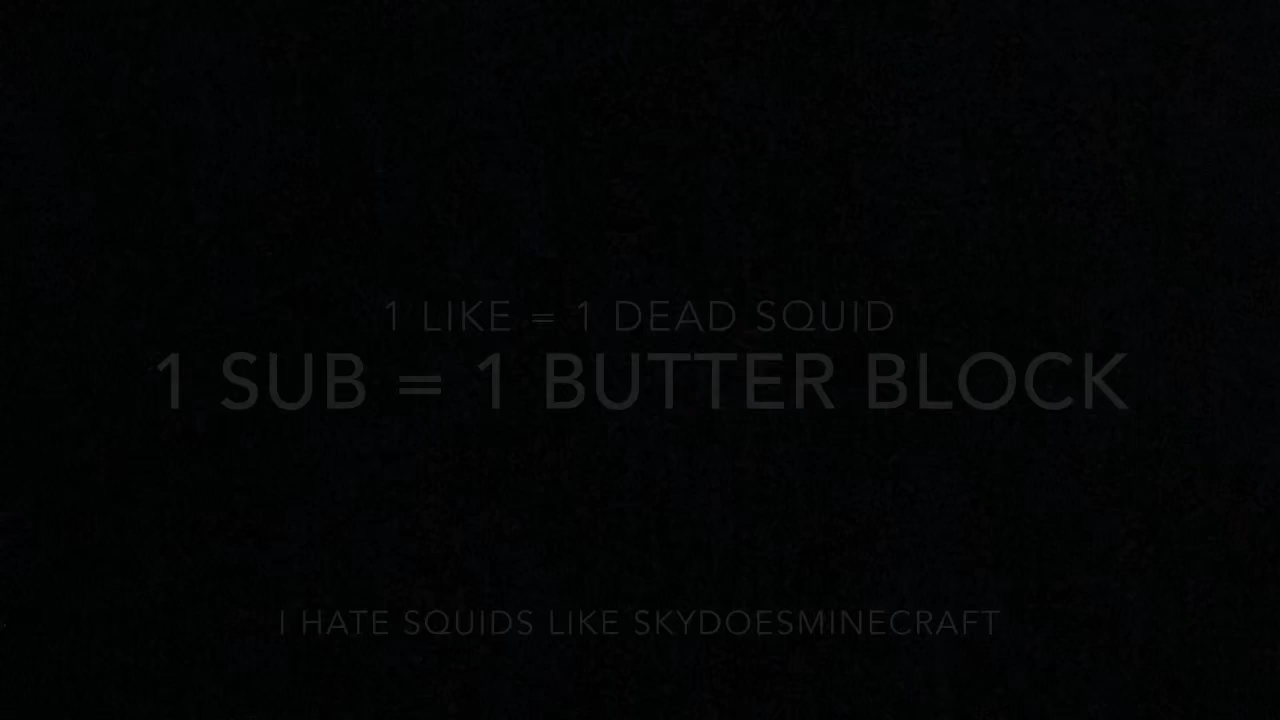 1 LIKE = 1 DEAD SQUID
1 SUB = 1 BUTTER BLOCK
I HATE SQUIDS LIKE SKYDOESMINECRAFT